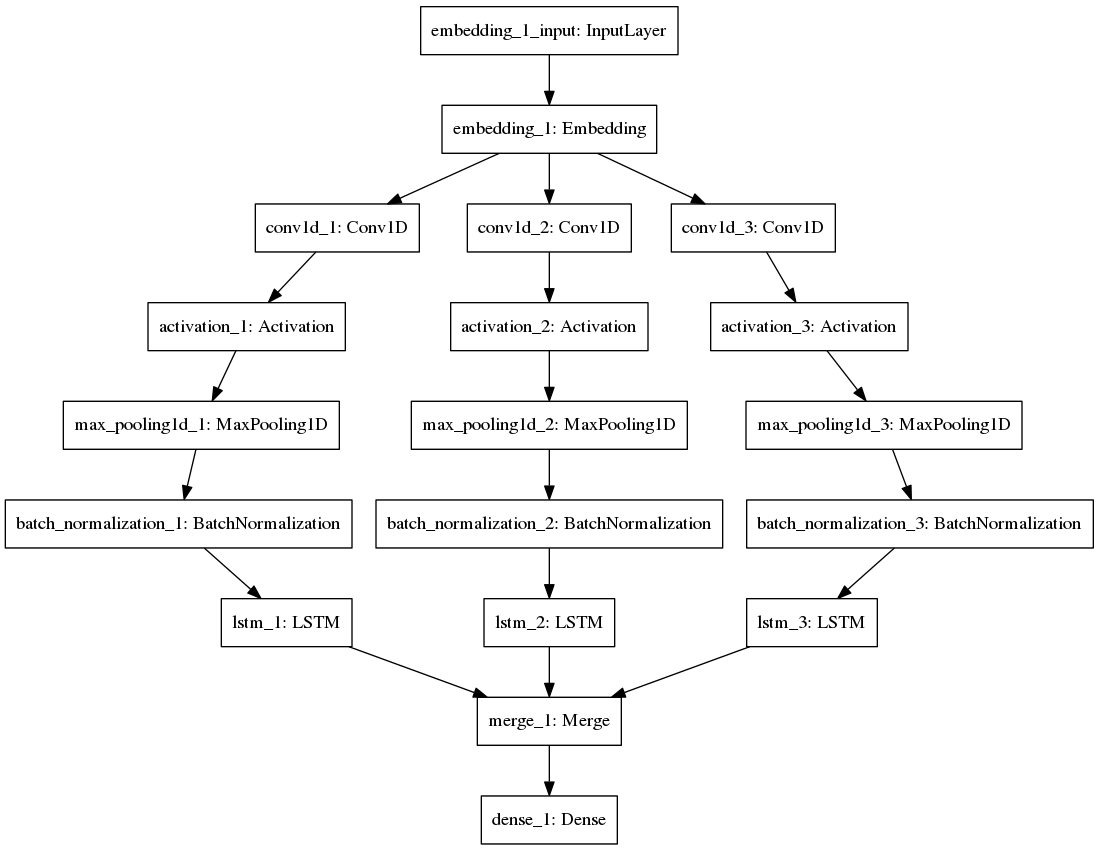 embedding_1_input: InputLayer
embedding_1: Embedding
conv1d_1: Conv1D
conv1d_2: Conv1D
conv1d_3: Conv1D
activation_1: Activation
activation_2: Activation
activation_3: Activation
max_pooling1d_1: MaxPooling1D
max_pooling1d_2: MaxPooling1D
max_pooling1d_3: MaxPooling1D
batch_normalization_1: BatchNormalization
batch_normalization_2: BatchNormalization
batch_normalization_3: BatchNormalization
lstm_1: LSTM
lstm_2: LSTM
lstm_3: LSTM
merge_1: Merge
dense_1: Dense